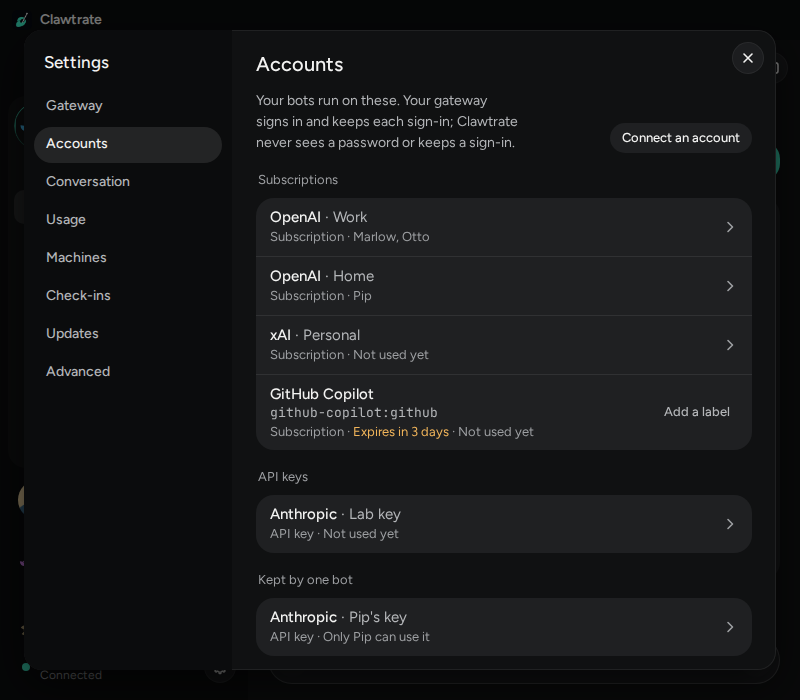 Clawtrate
Settings
Gateway
Accounts
Conversation
Usage
Machines
Check-ins
Updates
Advanced
Connected
Accounts
Your bots run on these. Your gateway
signs in and keeps each sign-in; Clawtrate
never sees a password or keeps a sign-in.
Connect an account
Subscriptions
OpenAI · Work
Subscription · Marlow, Otto
OpenAI · Home
Subscription · Pip
xAI · Personal
Subscription · Not used yet
GitHub Copilot
github-copilot:github
Subscription · Expires in 3 days · Not used yet
Add a label
API keys
Anthropic · Lab key
API key · Not used yet
Kept by one bot
Anthropic · Pip's key
API key · Only Pip can use it